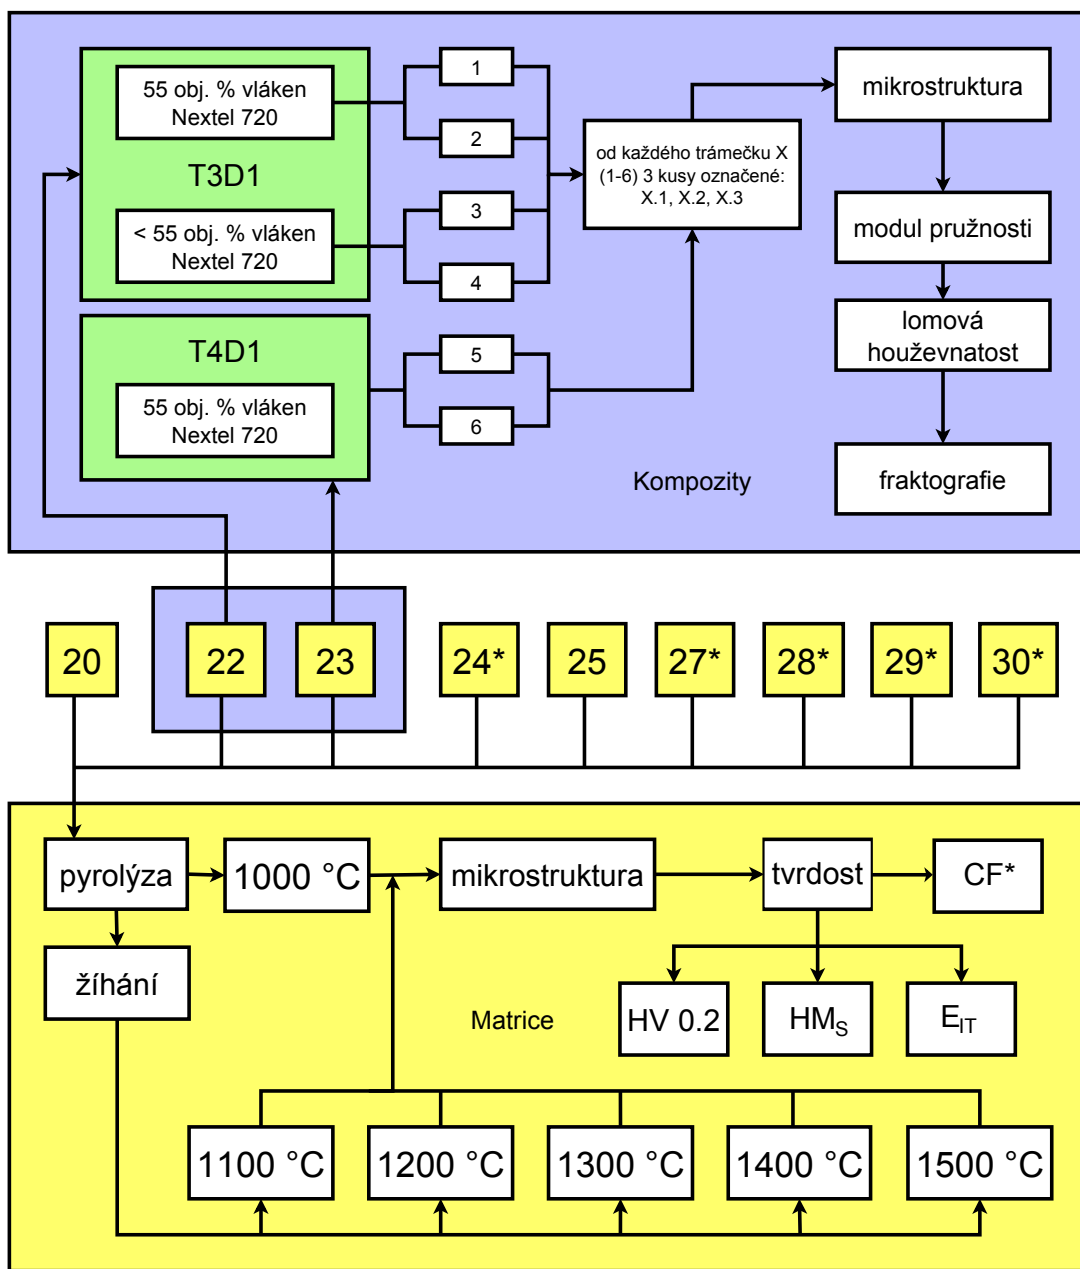 55 obj. % vláken
Nextel 720
T3D1
< 55 obj. % vláken
Nextel 720
T4D1
55 obj. % vláken
Nextel 720
1
2
3
4
5
6
od každého trámečku X
(1-6) 3 kusy označené:
X.1, X.2, X.3
mikrostruktura
modul pružnosti
lomová
houževnatost
fraktografie
Kompozity
20
22
23
24*
25
27*
28*
29*
30*
pyrolýza
1000 °C
mikrostruktura
tvrdost
CF*
žíhání
Matrice
HV 0.2
HM_S
E_IT
1100 °C
1200 °C
1300 °C
1400 °C
1500 °C